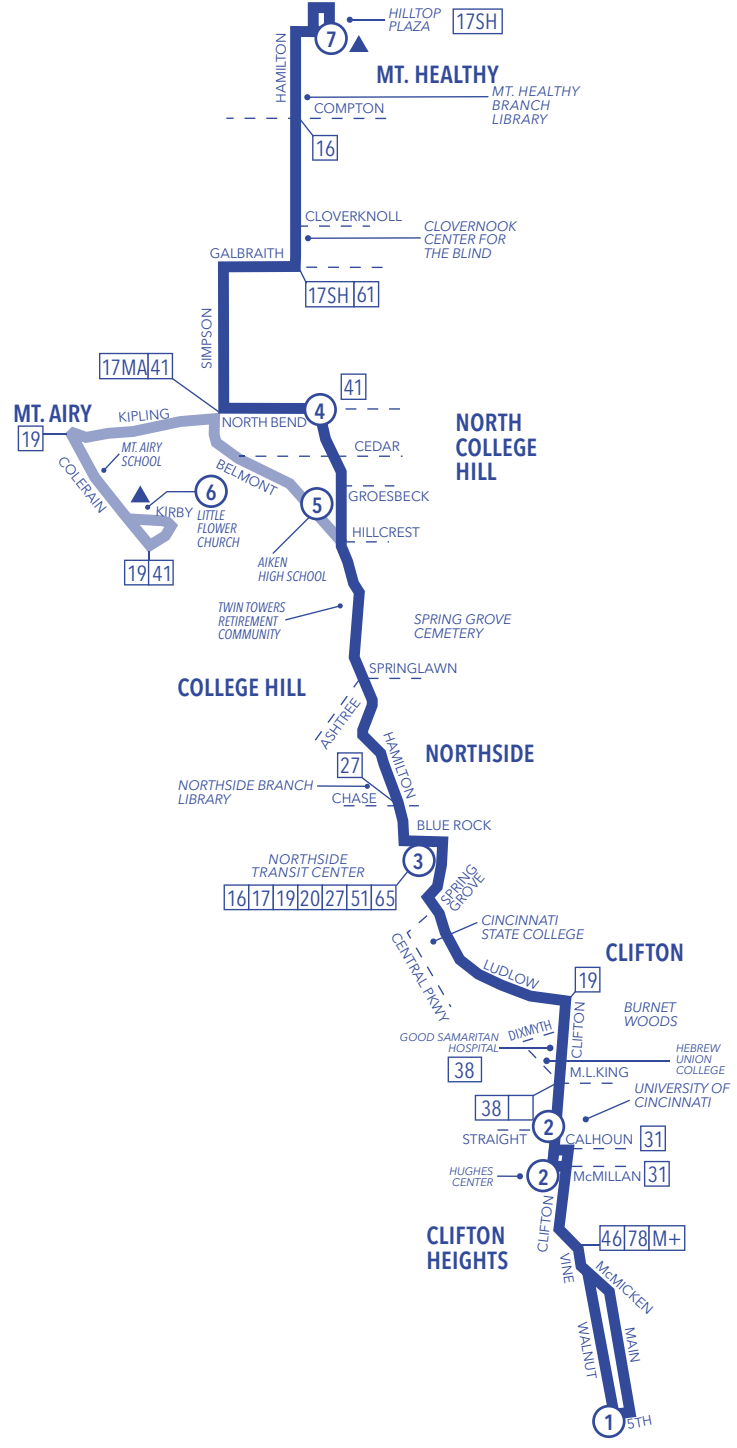 HILLTOP
PLAZA
17SH
7
HAMILTON
MT. HEALTHY
MT. HEALTHY
BRANCH
LIBRARY
COMPTON
16
CLOVERKNOLL
CLOVERNOOK
CENTER FOR
THE BLIND
GALBRAITH
17SH 61
SIMPSON
17MA 41
41
4
MT. AIRY
KIPLING
NORTH BEND
NORTH
COLLEGE
HILL
19
MT. AIRY
SCHOOL
CEDAR
COLERAIN
BELMONT
6
GROESBECK
5
KIRBY
LITTLE
FLOWER
CHURCH
HILLCREST
19 41
AIKEN
HIGH SCHOOL
TWIN TOWERS
RETIREMENT
COMMUNITY
SPRING GROVE
CEMETERY
SPRINGLAWN
COLLEGE HILL
ASHTREE
HAMILTON
NORTHSIDE
27
NORTHSIDE BRANCH
LIBRARY
CHASE
BLUE ROCK
NORTHSIDE
TRANSIT CENTER
3
16 17 19 20 27 51 65
SPRING
GROVE
CINCINNATI
STATE COLLEGE
CENTRAL PKWY
LUDLOW
CLIFTON
19
CLIFTON
BURNET
WOODS
DIXMYTH
GOOD SAMARITAN
HOSPITAL
HEBREW
UNION
COLLEGE
38
M.L.KING
UNIVERSITY OF
CINCINNATI
38
2
STRAIGHT
CALHOUN
31
HUGHES
CENTER
2
McMILLAN
31
CLIFTON
CLIFTON
HEIGHTS
46 78 M+
VINE
McMICKEN
WALNUT
MAIN
1
5TH